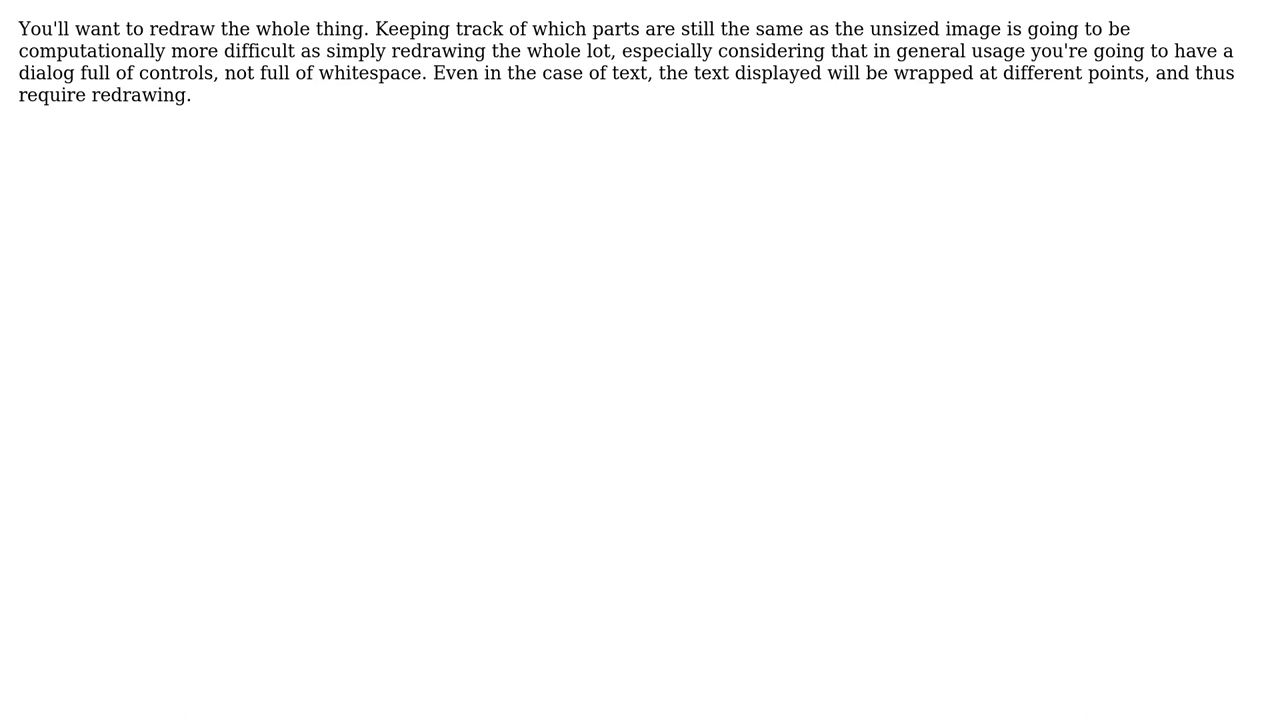 You'll want to redraw the whole thing. Keeping track of which parts are still the same as the unsized image is going to be
computationally more difficult as simply redrawing the whole lot, especially considering that in general usage you're going to have a
dialog full of controls, not full of whitespace. Even in the case of text, the text displayed will be wrapped at different points, and thus
require redrawing.